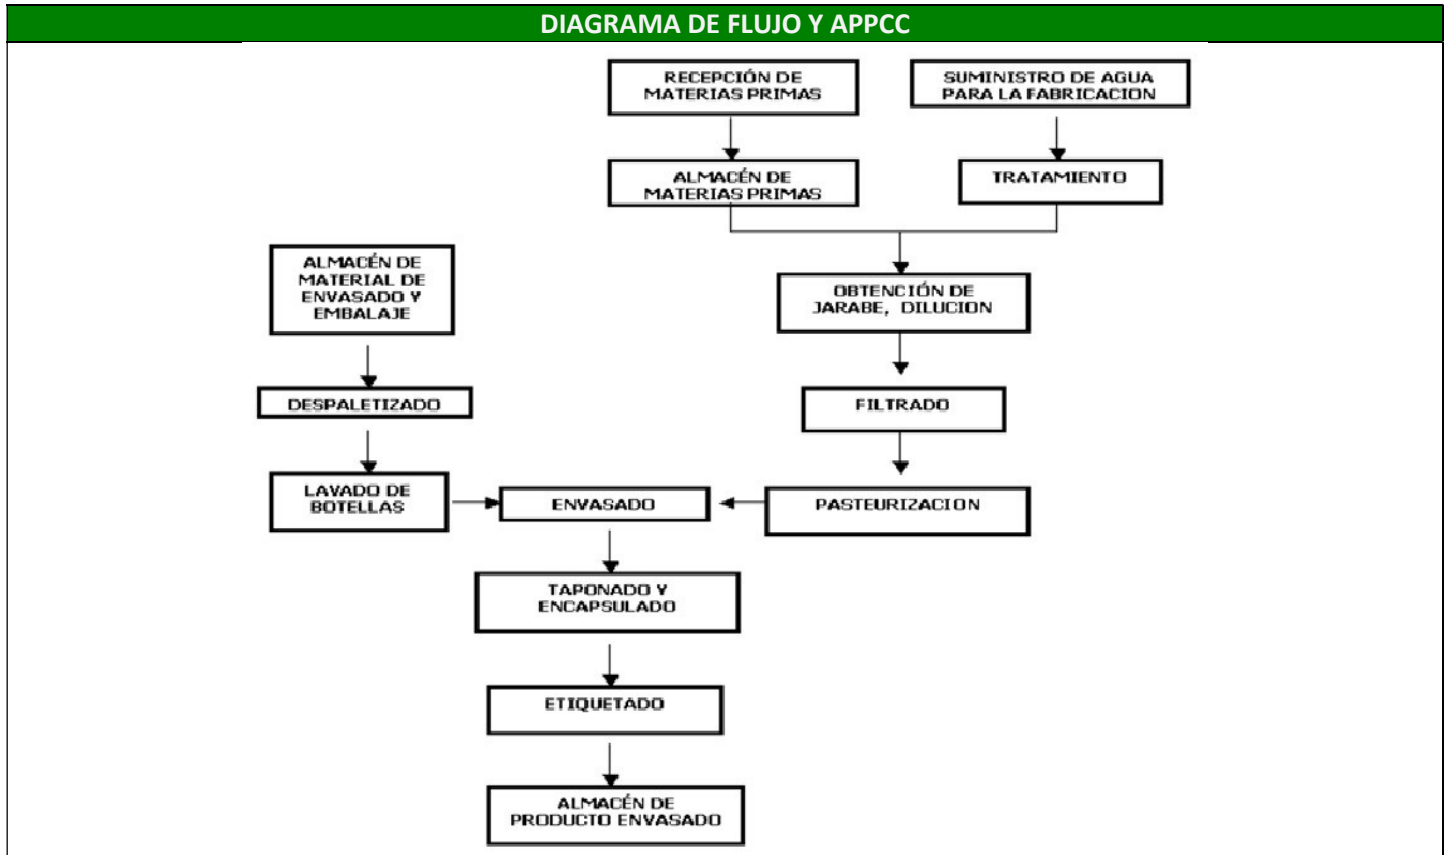 DIAGRAMA DE FLUJO Y APPCC
RECEPCIÓN DE
MATERIAS PRIMAS
SUMINISTRO DE AGUA
PARA LA FABRICACION
ALMACÉN DE
MATERIAS PRIMAS
TRATAMIENTO
ALMACÉN DE
MATERIAL DE
ENVASADO Y
EMBALAJE
OBTENCIÓN DE
JARABE, DILUCION
DESPALETIZADO
FILTRADO
LAVADO DE
BOTELLAS
ENVASADO
PASTEURIZACION
TAPONADO Y
ENCAPSULADO
ETIQUETADO
ALMACÉN DE
PRODUCTO ENVASADO